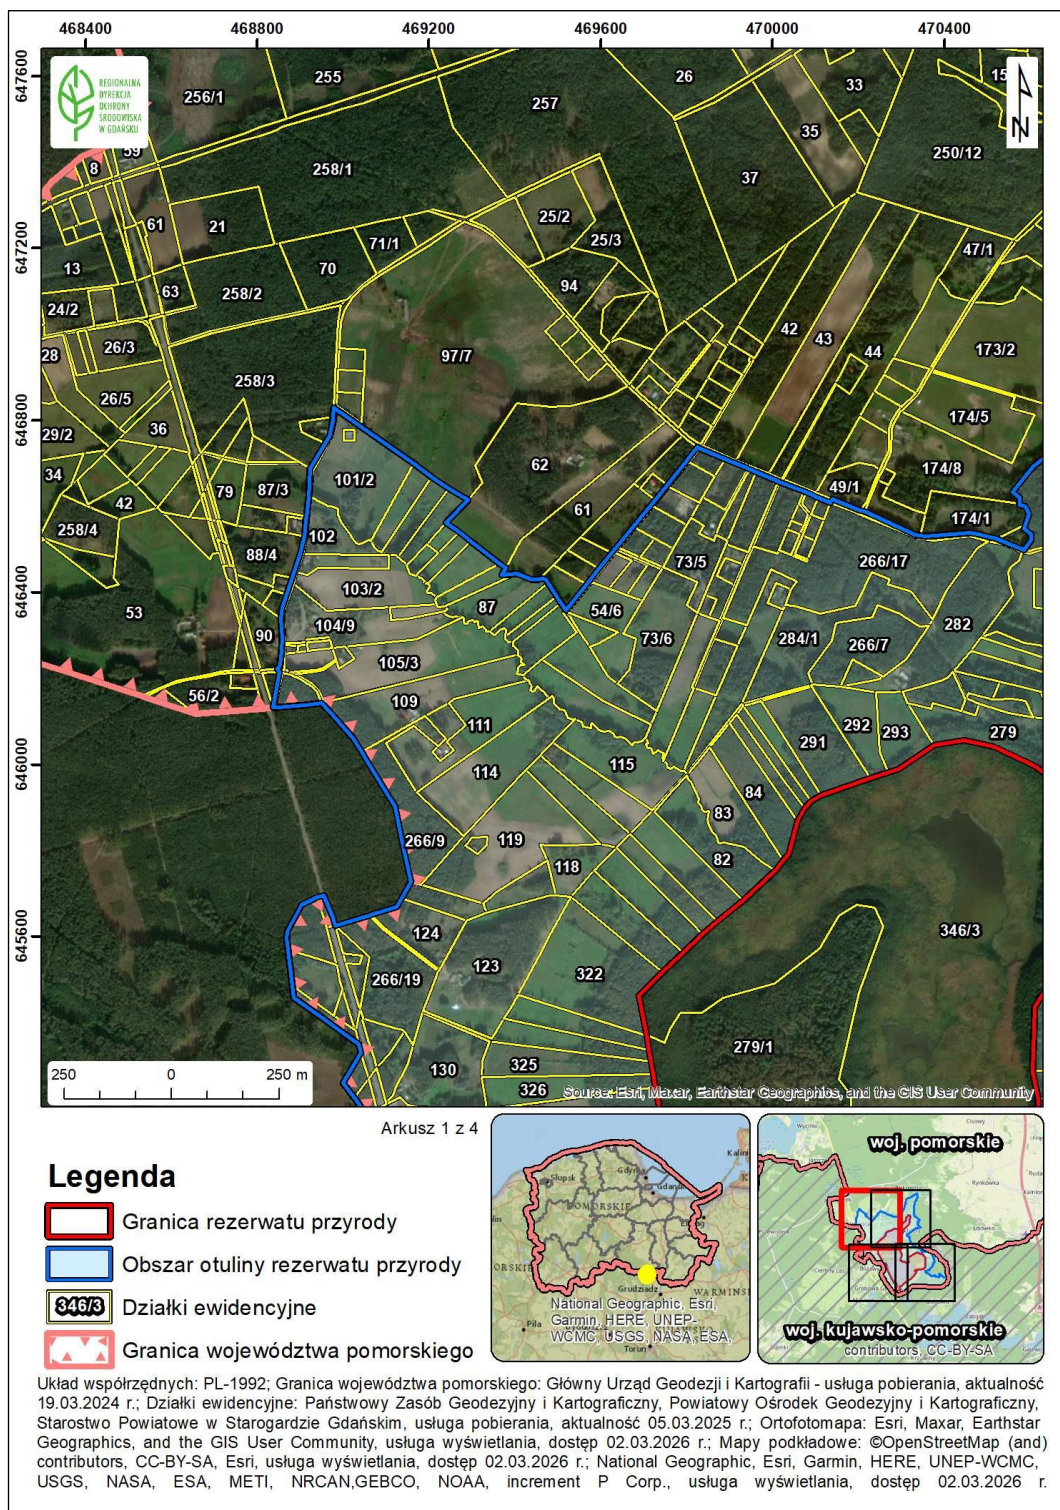 468400 468800 469200 469600 470000 470400
647600
647200
646800
646400
646000
645600
REGIONALNA
DYREKCJA
OCHRONY
ŚRODOWISKA
W GDAŃSKU
N
256/1
255
257
26
33
15
35
59
8
258/1
37
250/12
61
21
25/2
25/3
71/1
47/1
13
70
63
258/2
94
24/2
42
43
44
173/2
28
26/3
97/7
258/3
26/5
174/5
29/2
36
62
174/8
34
101/2
79
87/3
49/1
42
61
174/1
258/4
102
88/4
73/5
266/17
103/2
87
54/6
53
90
104/9
73/6
284/1
282
266/7
105/3
56/2
109
111
291
292
293
279
115
114
84
83
266/9
119
118
82
124
346/3
123
322
266/19
279/1
130
325
326
250 0 250 m
Source: Esri, Maxar, Earthstar Geographics, and the GIS User Community
Arkusz 1 z 4
Legenda
Granica rezerwatu przyrody
Obszar otuliny rezerwatu przyrody
346/3 Działki ewidencyjne
Granica województwa pomorskiego
Słupsk
Gdynia
Gdańsk
POMORSKIE
Elbląg
Kalini
ORSKIE
Grudziądz
WARMIŃS
Piła
Toruń
National Geographic, Esri,
Garmin, HERE, UNEP-
WCMC, USGS, NASA, ESA,
woj. pomorskie
woj. kujawsko-pomorskie
contributors, CC-BY-SA
Układ współrzędnych: PL-1992; Granica województwa pomorskiego: Główny Urząd Geodezji i Kartografii - usługa pobierania, aktualność
19.03.2024 r.; Działki ewidencyjne: Państwowy Zasób Geodezyjny i Kartograficzny, Powiatowy Ośrodek Geodezyjny i Kartograficzny,
Starostwo Powiatowe w Starogardzie Gdańskim, usługa pobierania, aktualność 05.03.2025 r.; Ortofotomapa: Esri, Maxar, Earthstar
Geographics, and the GIS User Community, usługa wyświetlania, dostęp 02.03.2026 r.; Mapy podkładowe: ©OpenStreetMap (and)
contributors, CC-BY-SA, Esri, usługa wyświetlania, dostęp 02.03.2026 r.; National Geographic, Esri, Garmin, HERE, UNEP-WCMC,
USGS, NASA, ESA, METI, NRCAN,GEBCO, NOAA, increment P Corp., usługa wyświetlania, dostęp 02.03.2026 r.